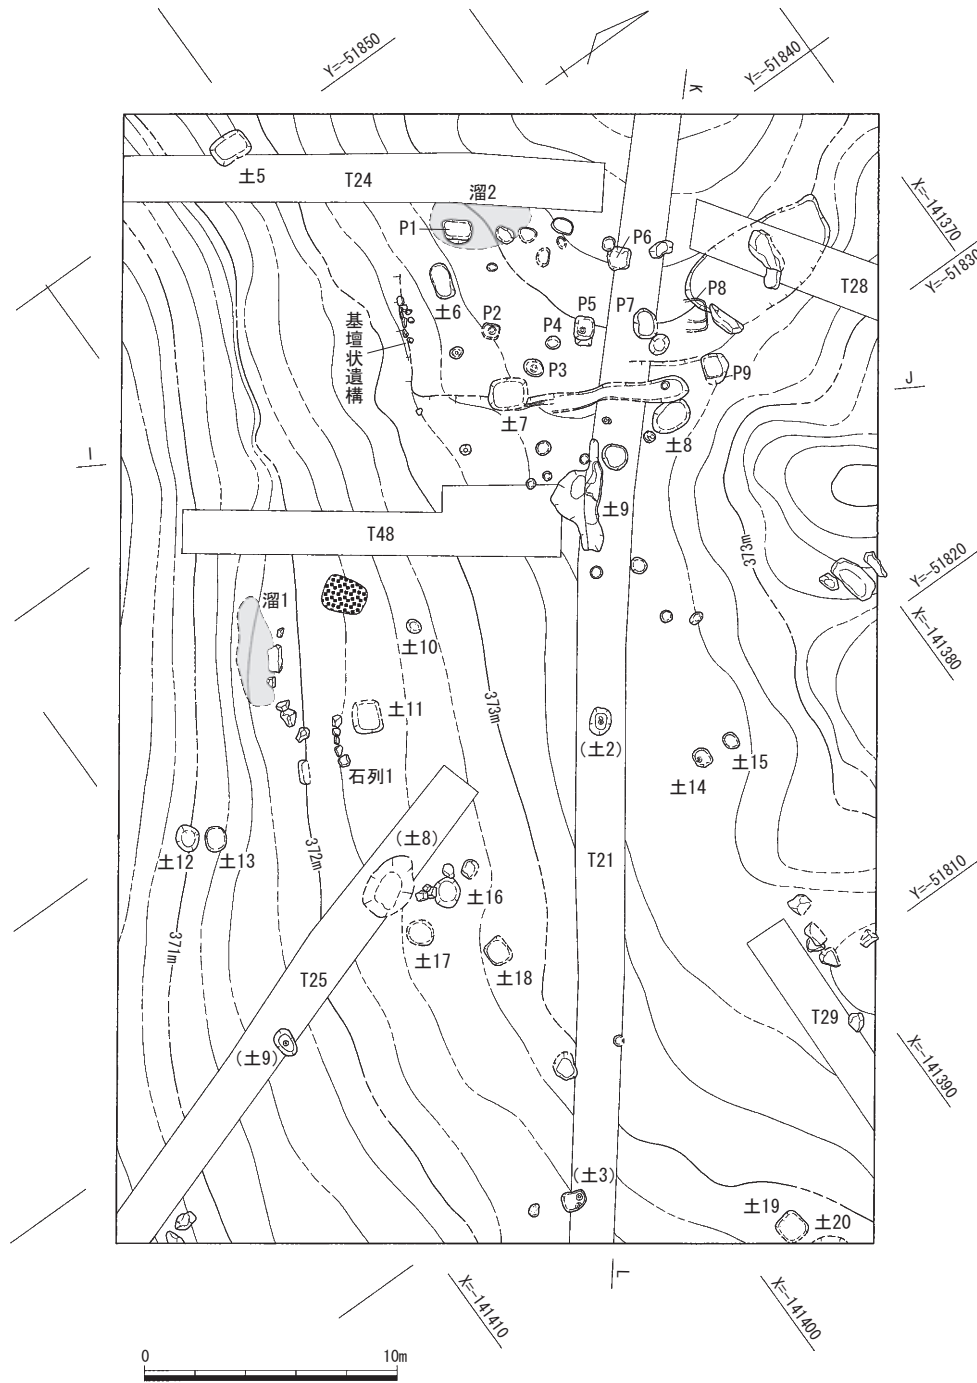 Y=-51850
Y=-51840
K
X=-141370
Y=-51830
土5
T24
溜2
P1
P6
T28
土6
P2
P5
P4
P7
P8
基壇状遺構
P3
P9
J
土7
土8
I
土9
T48
373m
Y=-51820
X=-141380
溜1
土10
373m
土11
(土2)
土15
土14
石列1
(土8)
372m
土12
土13
T21
Y=-51810
土16
371m
土17
土18
T25
T29
(土9)
X=-141390
(土3)
土19
土20
L
X=-141410
X=-141400
0
10m